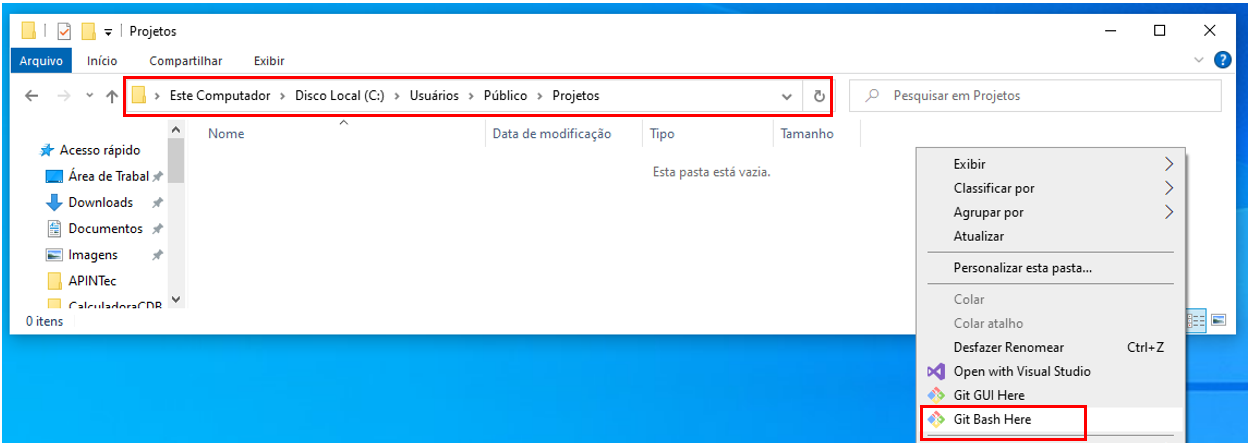 Projetos
Arquivo Início Compartilhar Exibir
Este Computador > Disco Local (C:) > Usuários > Público > Projetos
Pesquisar em Projetos
Nome Data de modificação Tipo Tamanho
Esta pasta está vazia.
Acesso rápido
Área de Trabal
Downloads
Documentos
Imagens
APINTec
CalculadoraCDB
0 itens
Exibir
Classificar por
Agrupar por
Atualizar
Personalizar esta pasta...
Colar
Colar atalho
Desfazer Renomear Ctrl+Z
Open with Visual Studio
Git GUI Here
Git Bash Here